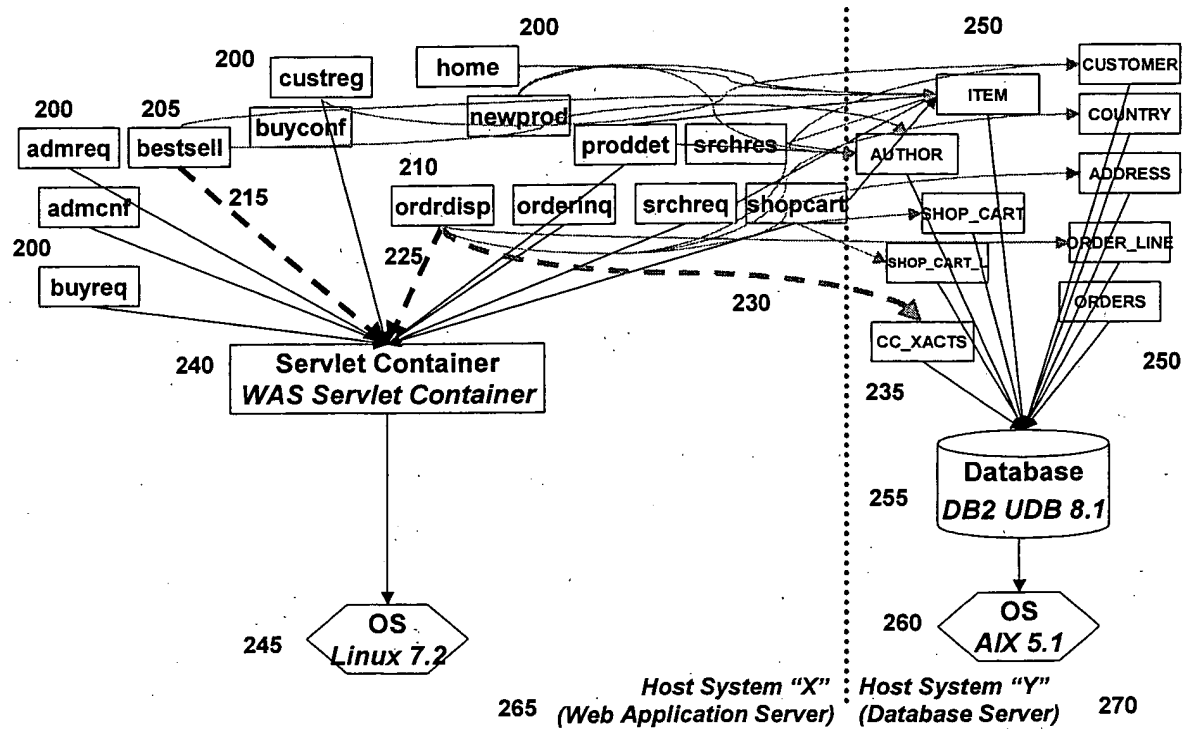 200
250
200
home
CUSTOMER
custreg
ITEM
200
205
buyconf
newprod
COUNTRY
admreq
bestsell
proddet
srchres
AUTHOR
210
ADDRESS
215
admcnf
ordrdisp
orderinq
srchreq
shopcart
SHOP_CART
200
225
ORDER_LINE
SHOP_CART_L
buyreq
230
ORDERS
CC_XACTS
240
Servlet Container
WAS Servlet Container
250
235
Database
255
DB2 UDB 8.1
245
OS
Linux 7.2
260
OS
AIX 5.1
Host System “X”
(Web Application Server)
265
Host System “Y”
(Database Server)
270